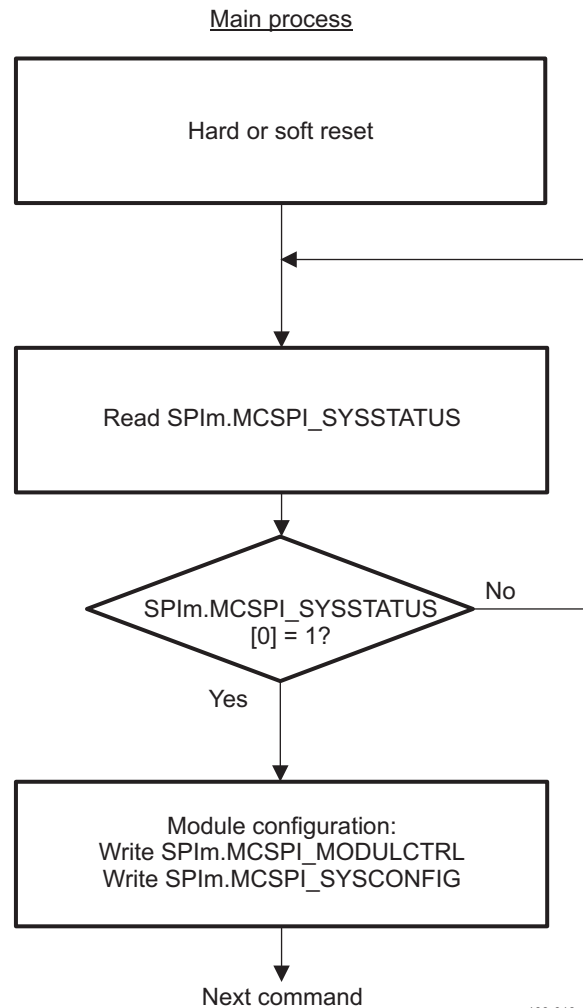 Main process
Hard or soft reset
Read SPIm.MCSPI_SYSSTATUS
SPIm.MCSPI_SYSSTATUS
[0] = 1?
No
Yes
Module configuration:
Write SPIm.MCSPI_MODULCTRL
Write SPIm.MCSPI_SYSCONFIG
Next command